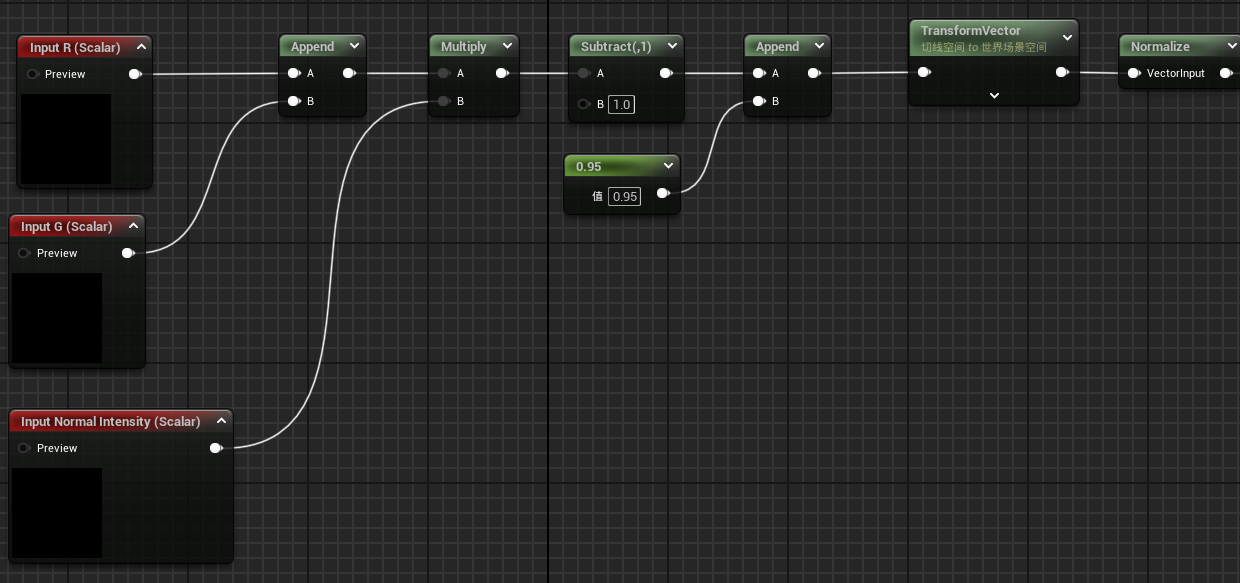 Input R (Scalar)
Preview
Append
A
B
Multiply
A
B
Subtract(,1)
A
B 1.0
Append
A
B
TransformVector
切线空间 to 世界场景空间
Normalize
VectorInput
0.95
值 0.95
Input G (Scalar)
Preview
Input Normal Intensity (Scalar)
Preview